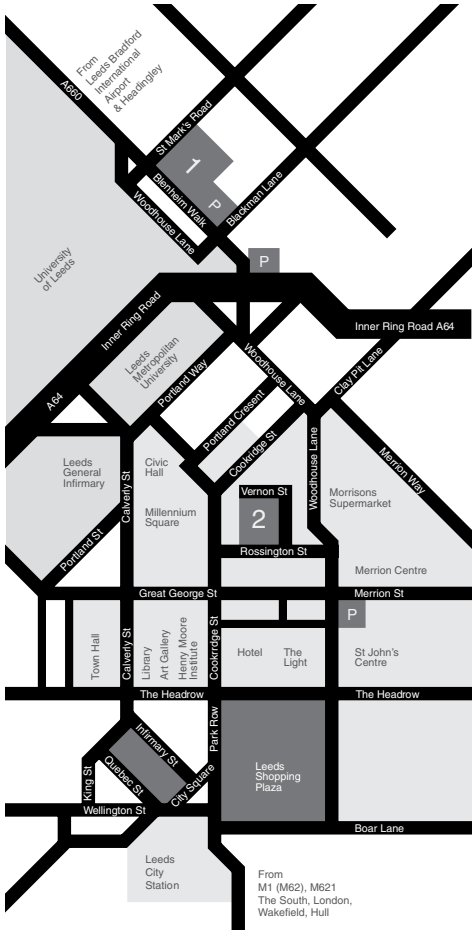 From
Leeds Bradford
International
Airport
& Headingley
A660
St Mark's Road
1
Blenheim Walk
P
Blackman Lane
Woodhouse Lane
University
of Leeds
P
Inner Ring Road
Inner Ring Road A64
Leeds
Metropolitan
University
Woodhouse Lane
Clay Pit Lane
Portland Way
A64
Portland Cresent
Cookridge St
Woodhouse Lane
Merrion Way
Leeds
General
Infirmary
Calverly St
Civic
Hall
Millennium
Square
Vernon St
2
Morrisons
Supermarket
Portland St
Rossington St
Merrion Centre
Great George St
Merrion St
P
Town Hall
Calverly St
Library
Art Gallery
Henry Moore
Institute
Cookrrdge St
Hotel
The
Light
St John's
Centre
The Headrow
The Headrow
Park Row
Infirmary St
Quebec St
King St
City Square
Leeds
Shopping
Plaza
Wellington St
Boar Lane
Leeds
City
Station
From
M1 (M62), M621
The South, London,
Wakefield, Hull